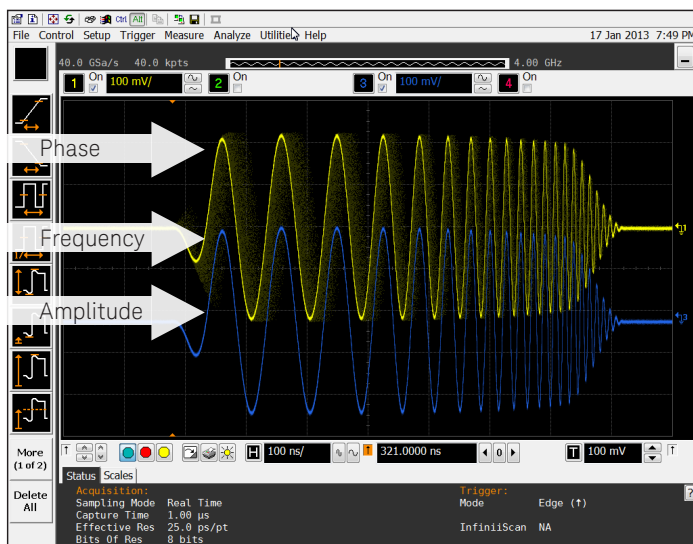 Ctrl Alt
File Control Setup Trigger Measure Analyze Utilities Help 17 Jan 2013 7:49 PM
40.0 GSa/s 40.0 kpts 4.00 GHz
1 On 100 mV/ 2 On 3 On 100 mV/ 4 On
Phase
Frequency
Amplitude
1
3
More
(1 of 2)
Delete
All
H 100 ns/ 321.0000 ns 0 T 100 mV
Status Scales
Acquisition: Trigger:
Sampling Mode Real Time Mode Edge (↑)
Capture Time 1.00 μs
Effective Res 25.0 ps/pt InfiniiScan NA
Bits Of Res 8 bits
?